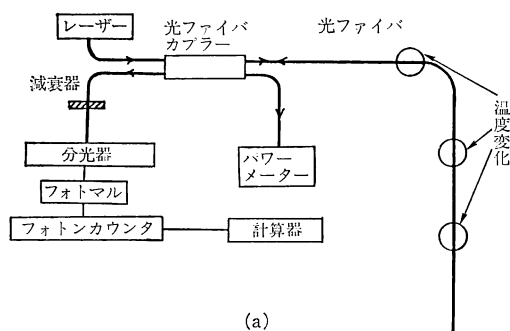 レーザー
光ファイバ
カプラー
光ファイバ
減衰器
温度変化
分光器
パワー
メーター
フォトマル
フォトンカウンタ
計算器
(a)